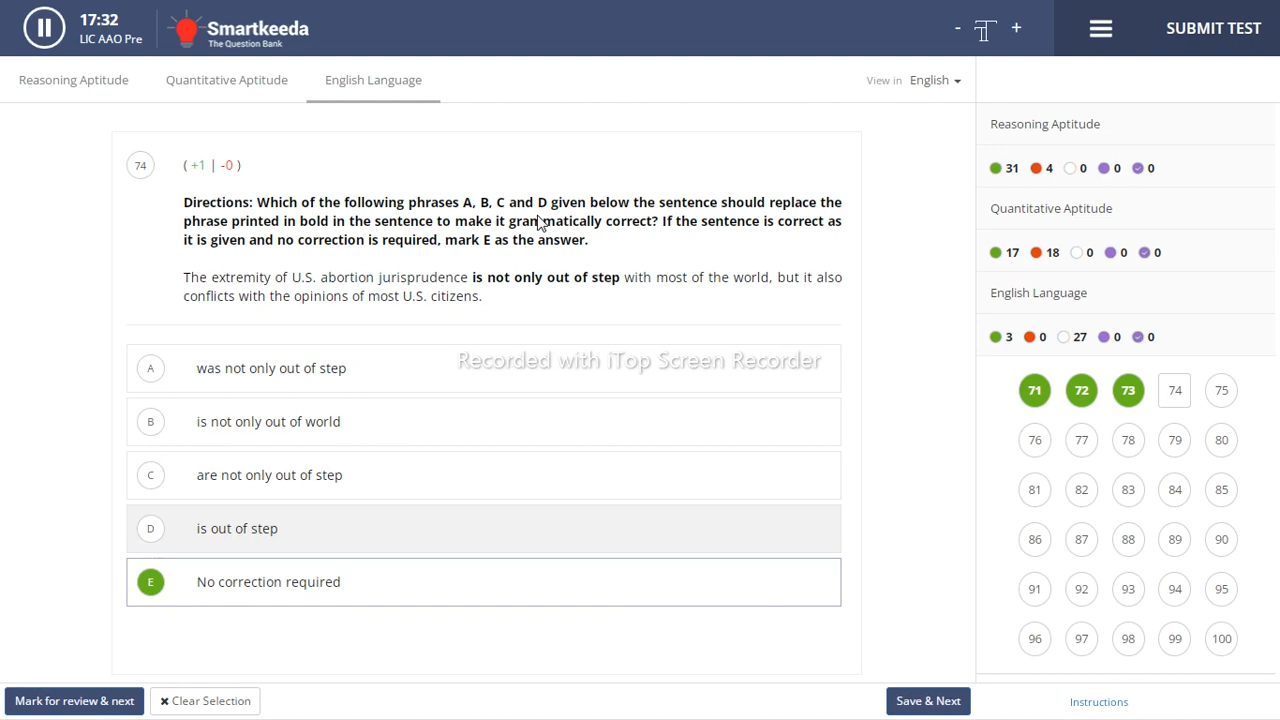 17:32
LIC AAO Pre
Smartkeeda
The Question Bank
- T +
SUBMIT TEST
Reasoning Aptitude
Quantitative Aptitude
English Language
View in English
74
( +1 | -0 )
Directions: Which of the following phrases A, B, C and D given below the sentence should replace the
phrase printed in bold in the sentence to make it grammatically correct? If the sentence is correct as
it is given and no correction is required, mark E as the answer.
The extremity of U.S. abortion jurisprudence is not only out of step with most of the world, but it also
conflicts with the opinions of most U.S. citizens.
Recorded with iTop Screen Recorder
A was not only out of step
B is not only out of world
C are not only out of step
D is out of step
E No correction required
Mark for review & next
✖ Clear Selection
Save & Next
Reasoning Aptitude
31 4 0 0 0
Quantitative Aptitude
17 18 0 0 0
English Language
3 0 27 0 0
71 72 73 74 75
76 77 78 79 80
81 82 83 84 85
86 87 88 89 90
91 92 93 94 95
96 97 98 99 100
Instructions